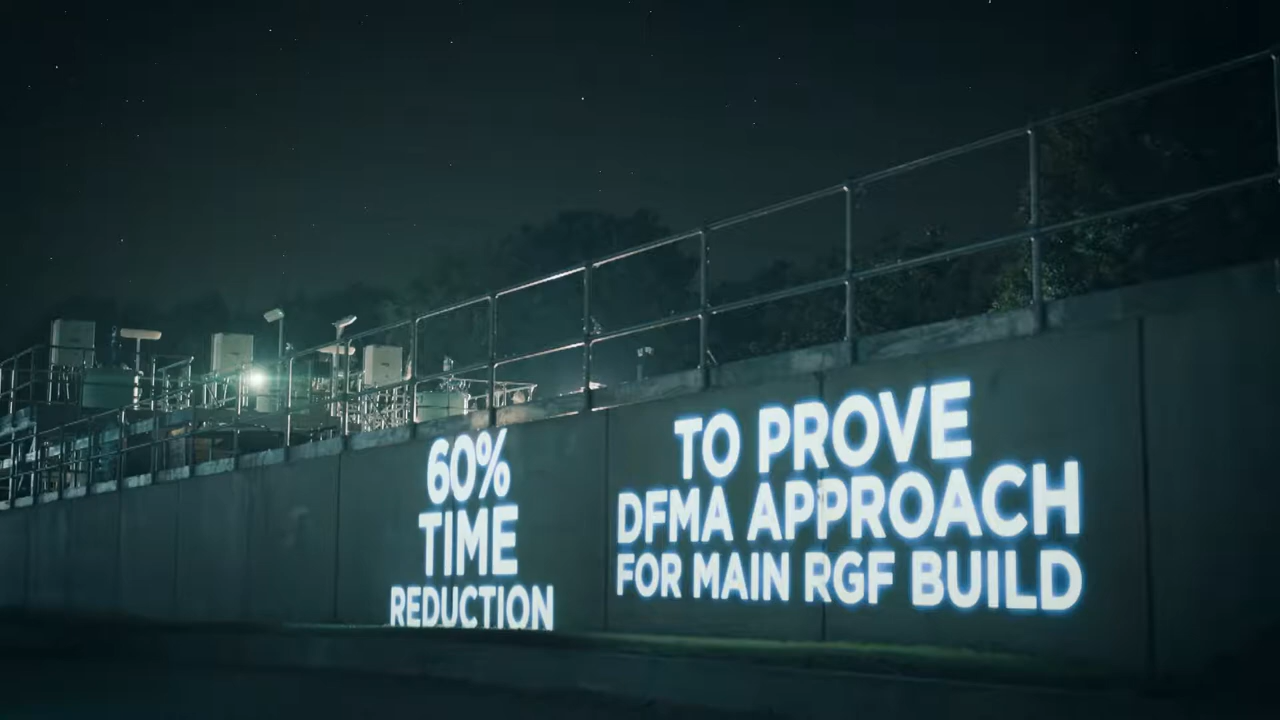 60%
TIME
REDUCTION
TO PROVE
DFMA APPROACH
FOR MAIN RGF BUILD